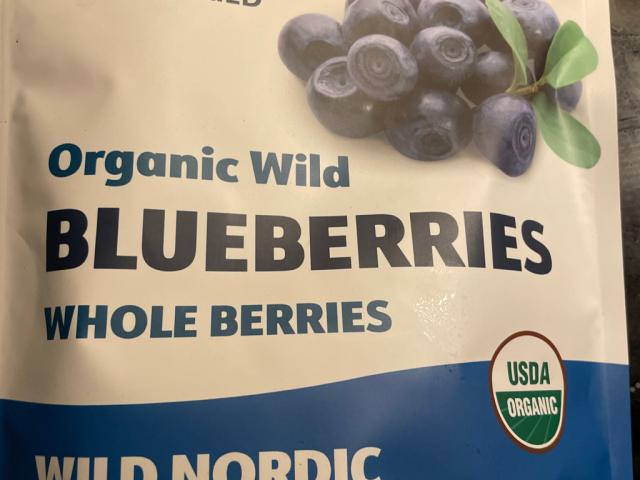 Organic Wild
BLUEBERRIES
WHOLE BERRIES
USDA
ORGANIC
WILD NORDIC